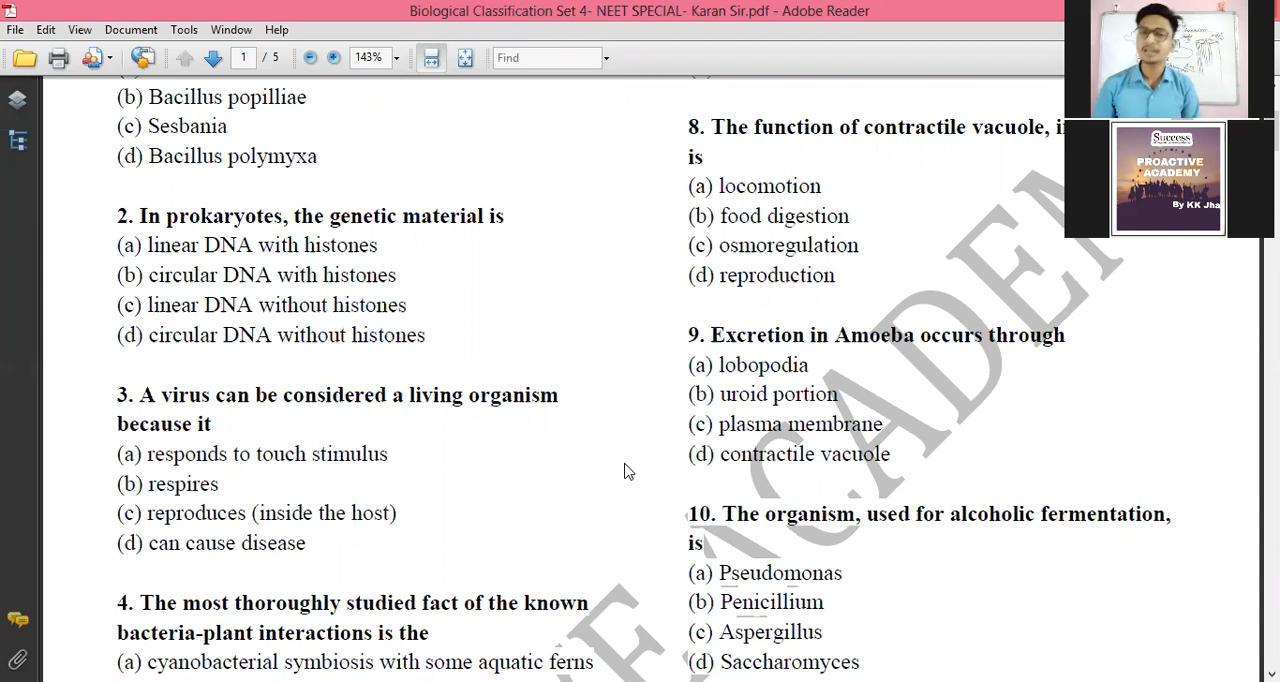 Biological Classification Set 4- NEET SPECIAL- Karan Sir.pdf - Adobe Reader
File Edit View Document Tools Window Help
1 / 5 143% Find
(b) Bacillus popilliae
(c) Sesbania
(d) Bacillus polymyxa
2. In prokaryotes, the genetic material is
(a) linear DNA with histones
(b) circular DNA with histones
(c) linear DNA without histones
(d) circular DNA without histones
3. A virus can be considered a living organism
because it
(a) responds to touch stimulus
(b) respires
(c) reproduces (inside the host)
(d) can cause disease
4. The most thoroughly studied fact of the known
bacteria-plant interactions is the
(a) cyanobacterial symbiosis with some aquatic ferns
8. The function of contractile vacuole,
is
(a) locomotion
(b) food digestion
(c) osmoregulation
(d) reproduction
9. Excretion in Amoeba occurs through
(a) lobopodia
(b) uroid portion
(c) plasma membrane
(d) contractile vacuole
10. The organism, used for alcoholic fermentation,
is
(a) Pseudomonas
(b) Penicillium
(c) Aspergillus
(d) Saccharomyces
Success
PROACTIVE
ACADEMY
By KK Jha